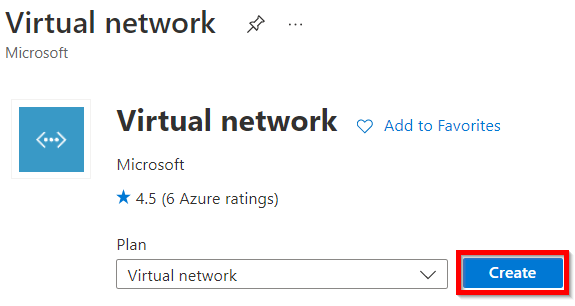 Virtual network
Microsoft
Virtual network
Add to Favorites
Microsoft
4.5 (6 Azure ratings)
Plan
Virtual network
Create